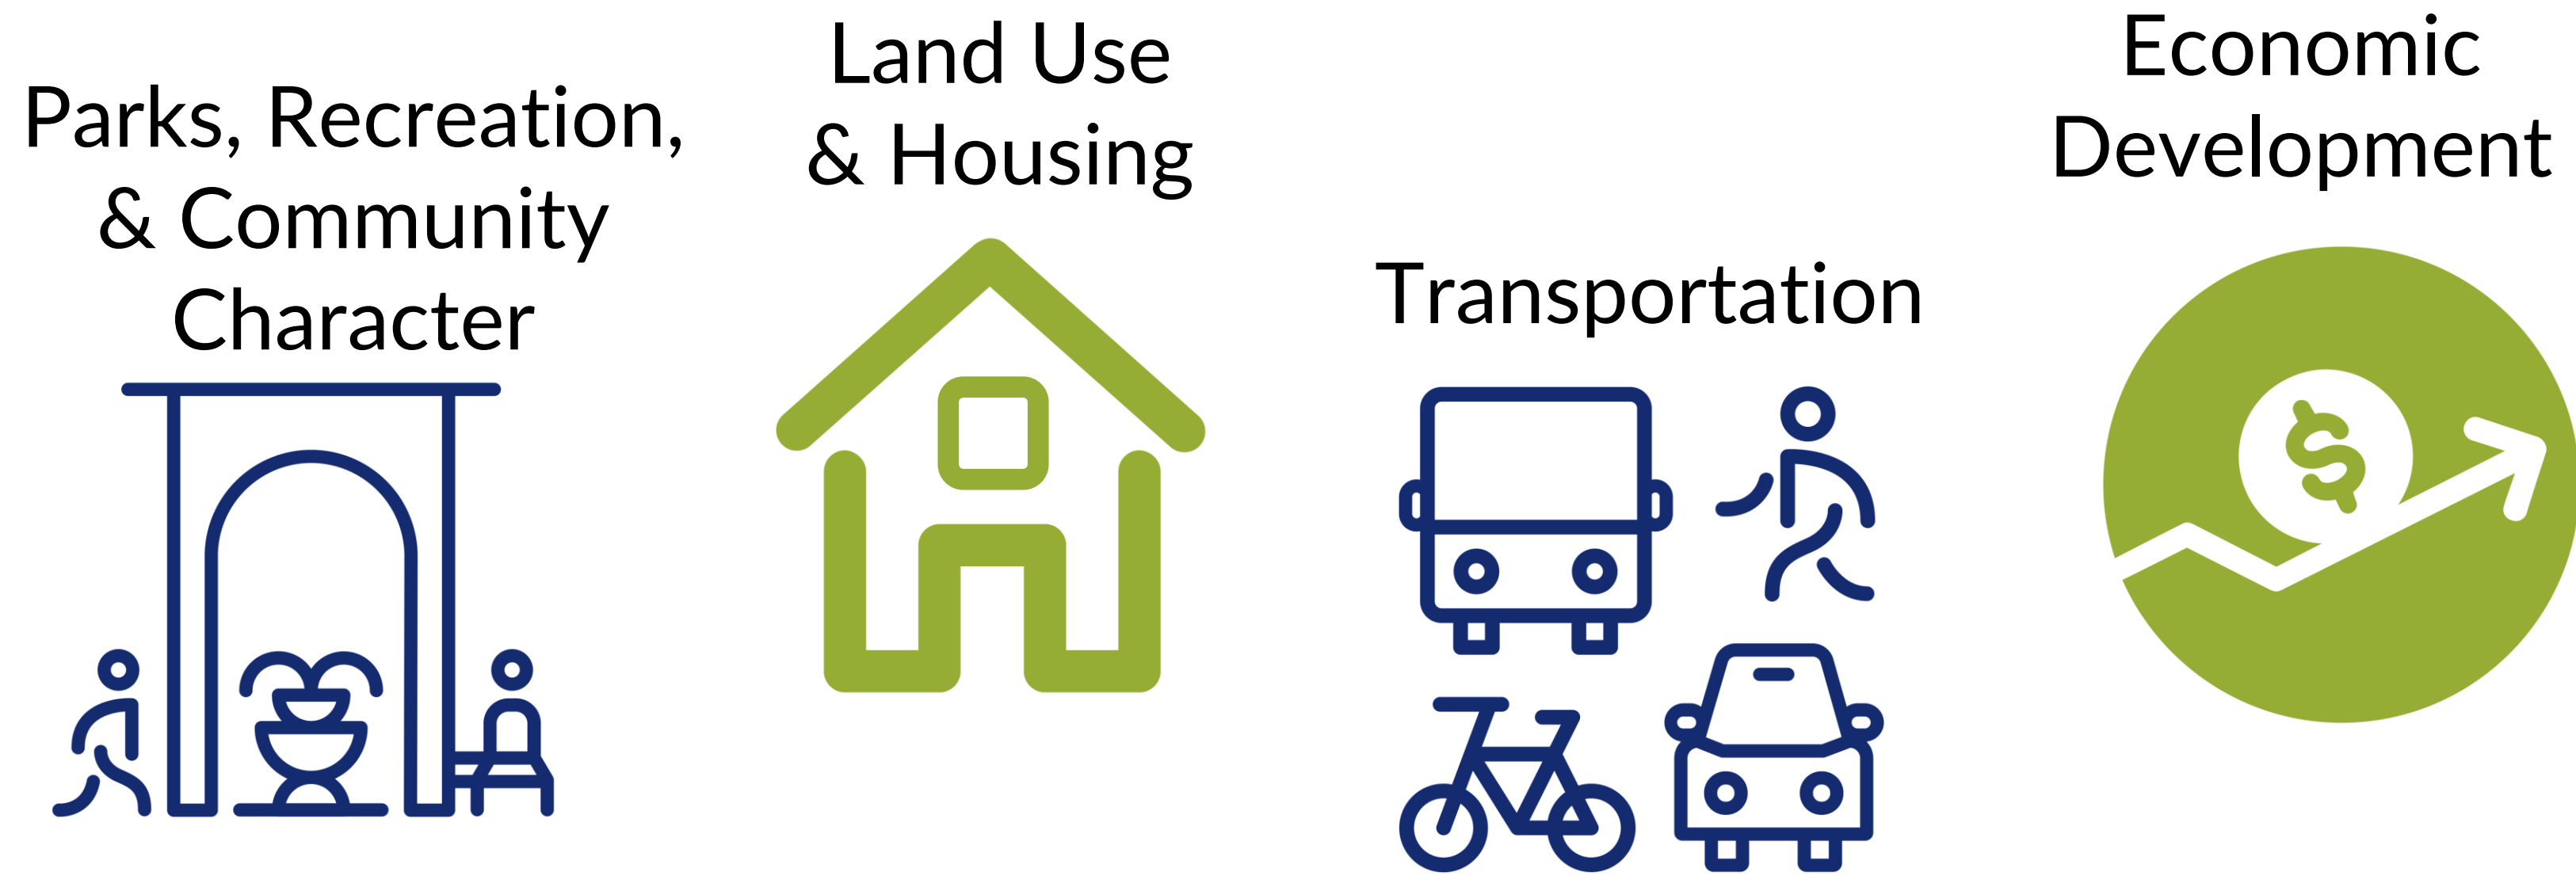 Parks, Recreation,
& Community
Character
Land Use
& Housing
Transportation
Economic
Development
$